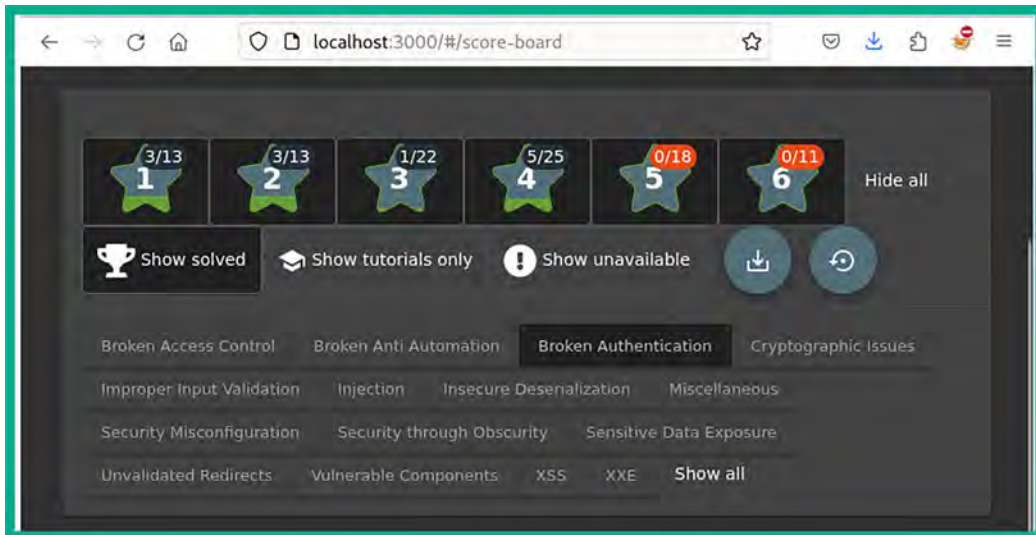 localhost:3000/#/score-board
3/13 3/13 1/22 5/25 0/18 0/11
1 2 3 4 5 6 Hide all
Show solved Show tutorials only Show unavailable
Broken Access Control Broken Anti Automation Broken Authentication Cryptographic Issues
Improper Input Validation Injection Insecure Deserialization Miscellaneous
Security Misconfiguration Security through Obscurity Sensitive Data Exposure
Unvalidated Redirects Vulnerable Components XSS XXE Show all